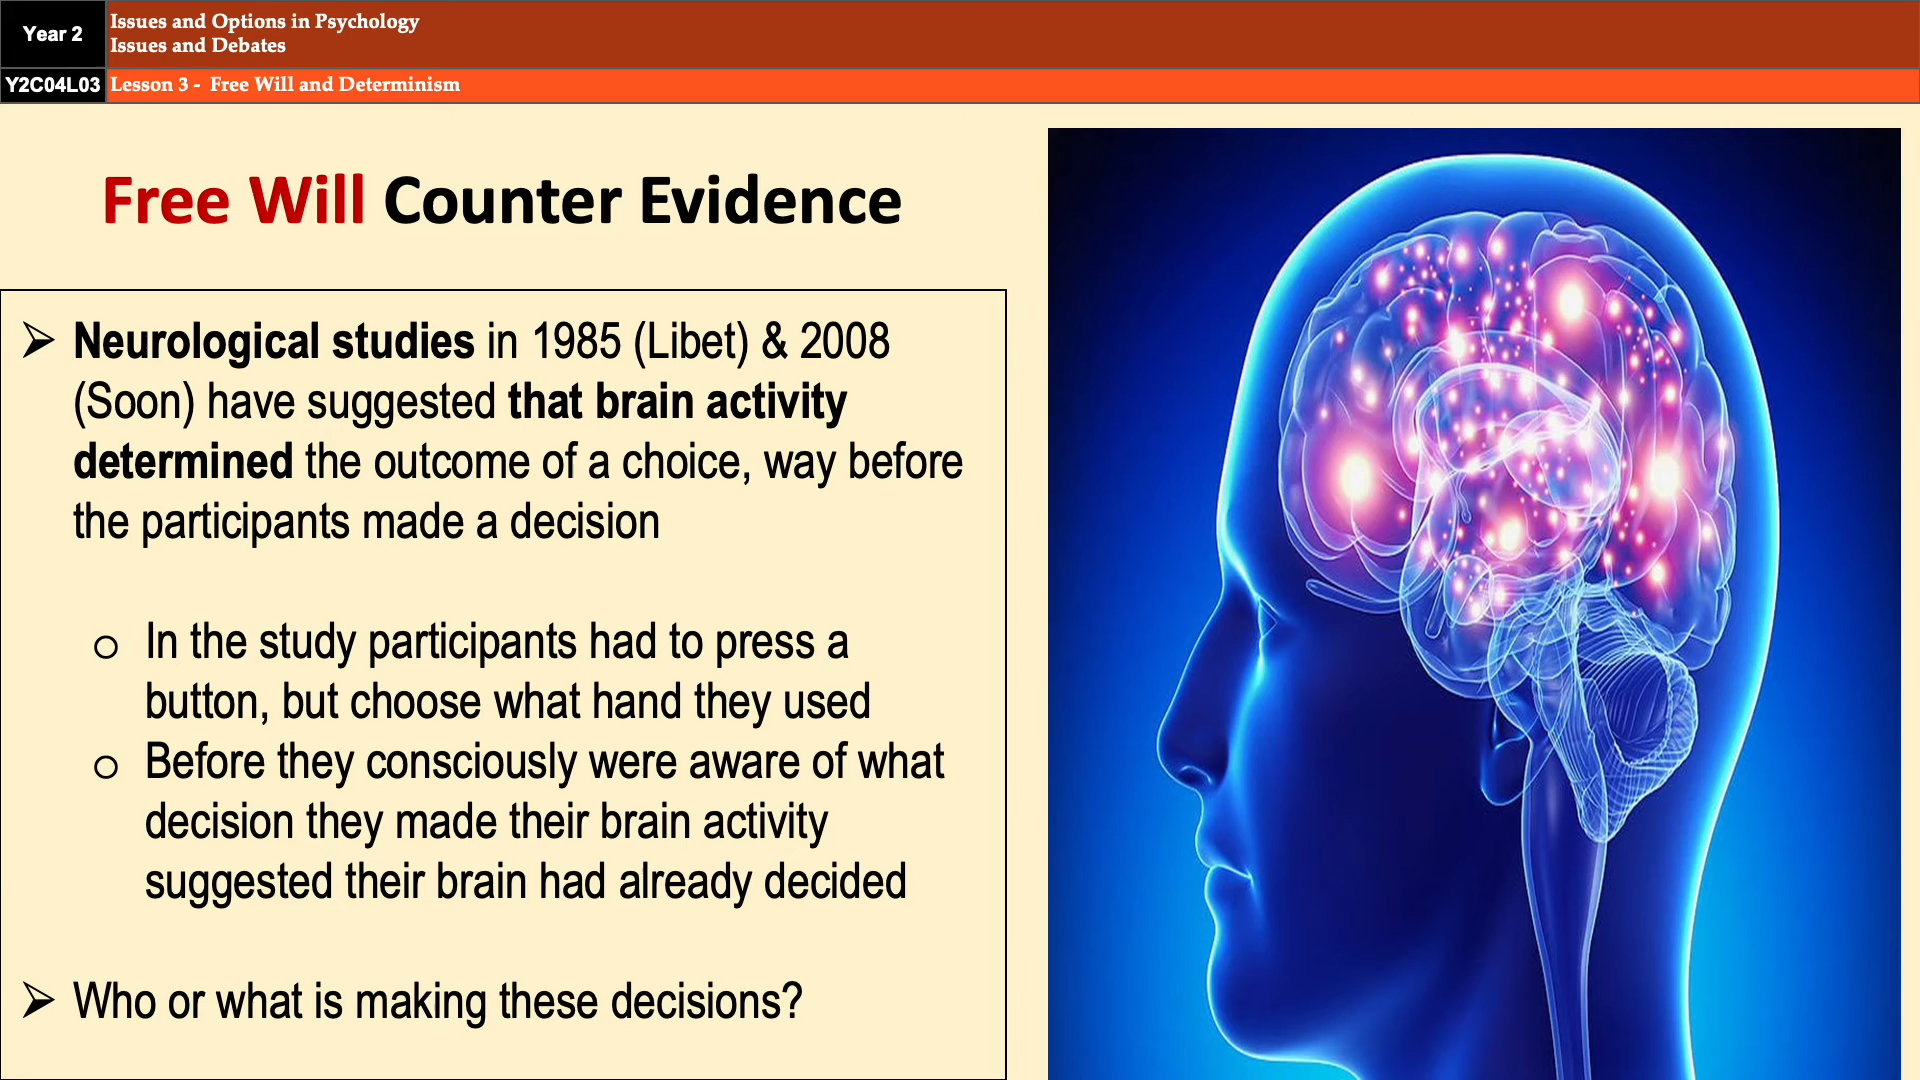 Year 2
Issues and Options in Psychology
Issues and Debates
Y2C04L03
Lesson 3 -  Free Will and Determinism
Free Will Counter Evidence
➢ Neurological studies in 1985 (Libet) & 2008
(Soon) have suggested that brain activity
determined the outcome of a choice, way before
the participants made a decision
o In the study participants had to press a
button, but choose what hand they used
o Before they consciously were aware of what
decision they made their brain activity
suggested their brain had already decided
➢ Who or what is making these decisions?